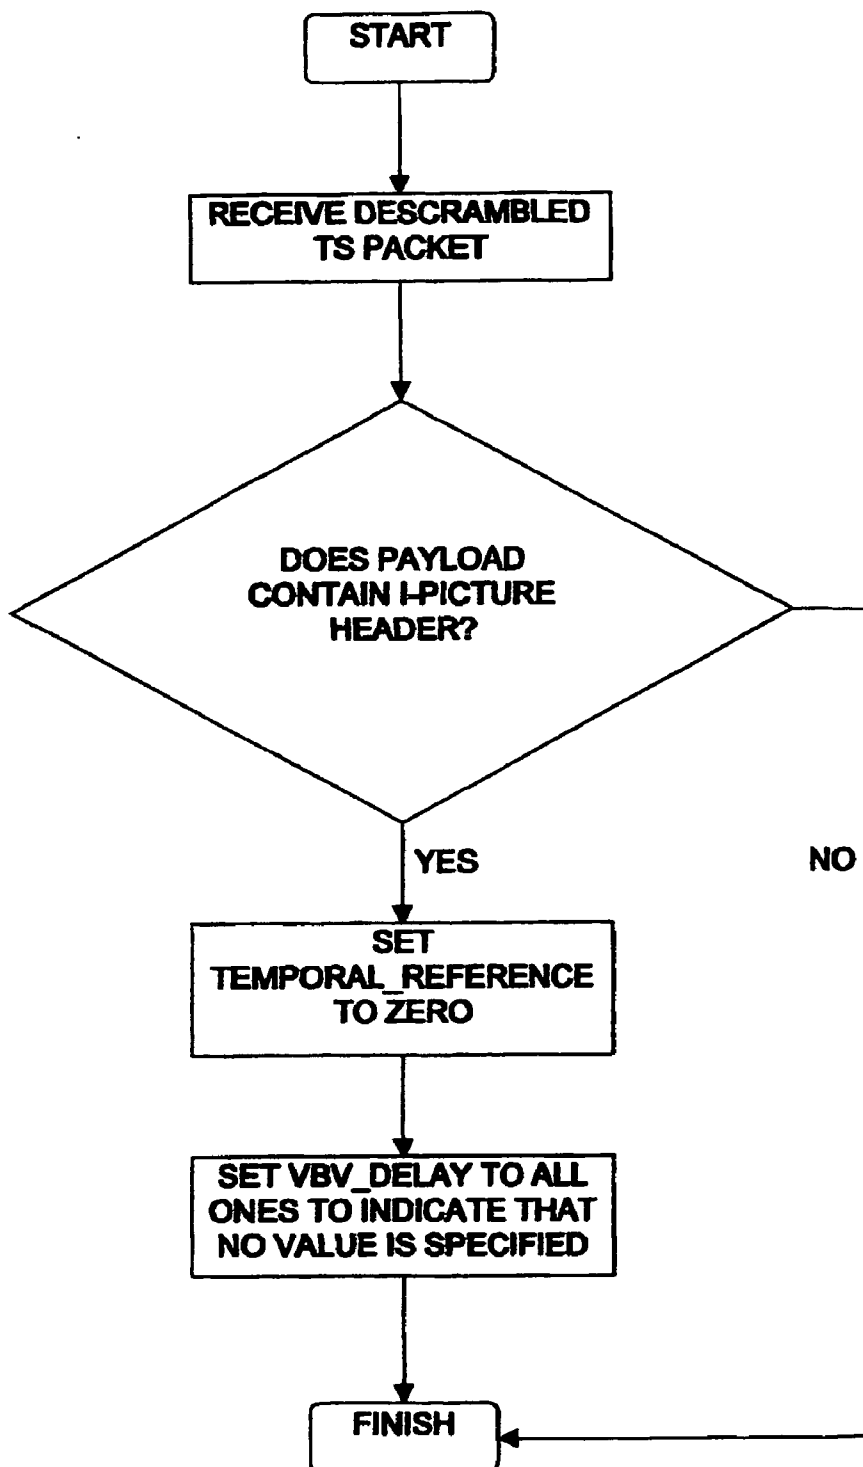 START
RECEIVE DESCRAMBLED
TS PACKET
DOES PAYLOAD
CONTAIN I-PICTURE
HEADER?
YES
NO
SET
TEMPORAL_REFERENCE
TO ZERO
SET VBV_DELAY TO ALL
ONES TO INDICATE THAT
NO VALUE IS SPECIFIED
FINISH